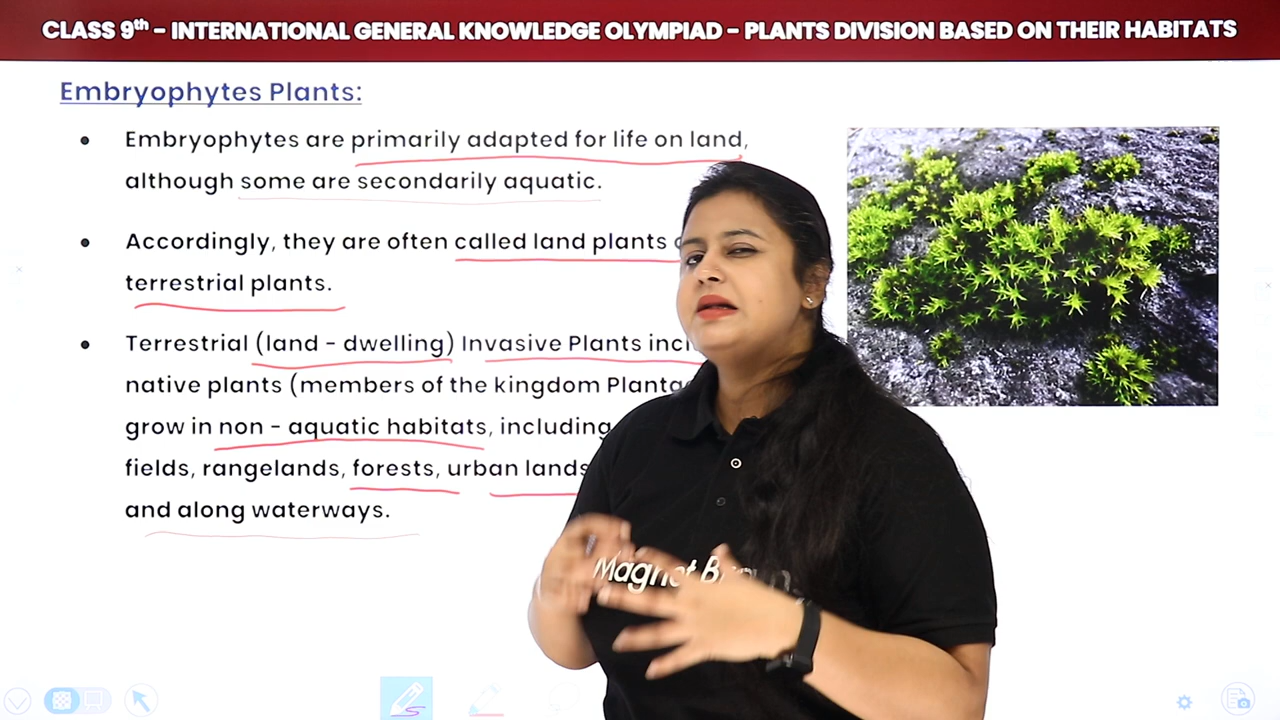 CLASS 9th - INTERNATIONAL GENERAL KNOWLEDGE OLYMPIAD - PLANTS DIVISION BASED ON THEIR HABITATS
Embryophytes Plants:
• Embryophytes are primarily adapted for life on land,
although some are secondarily aquatic.
• Accordingly, they are often called land plants
terrestrial plants.
• Terrestrial (land - dwelling) Invasive Plants
native plants (members of the kingdom
grow in non - aquatic habitats, including
fields, rangelands, forests, urban lands
and along waterways.
Magnet